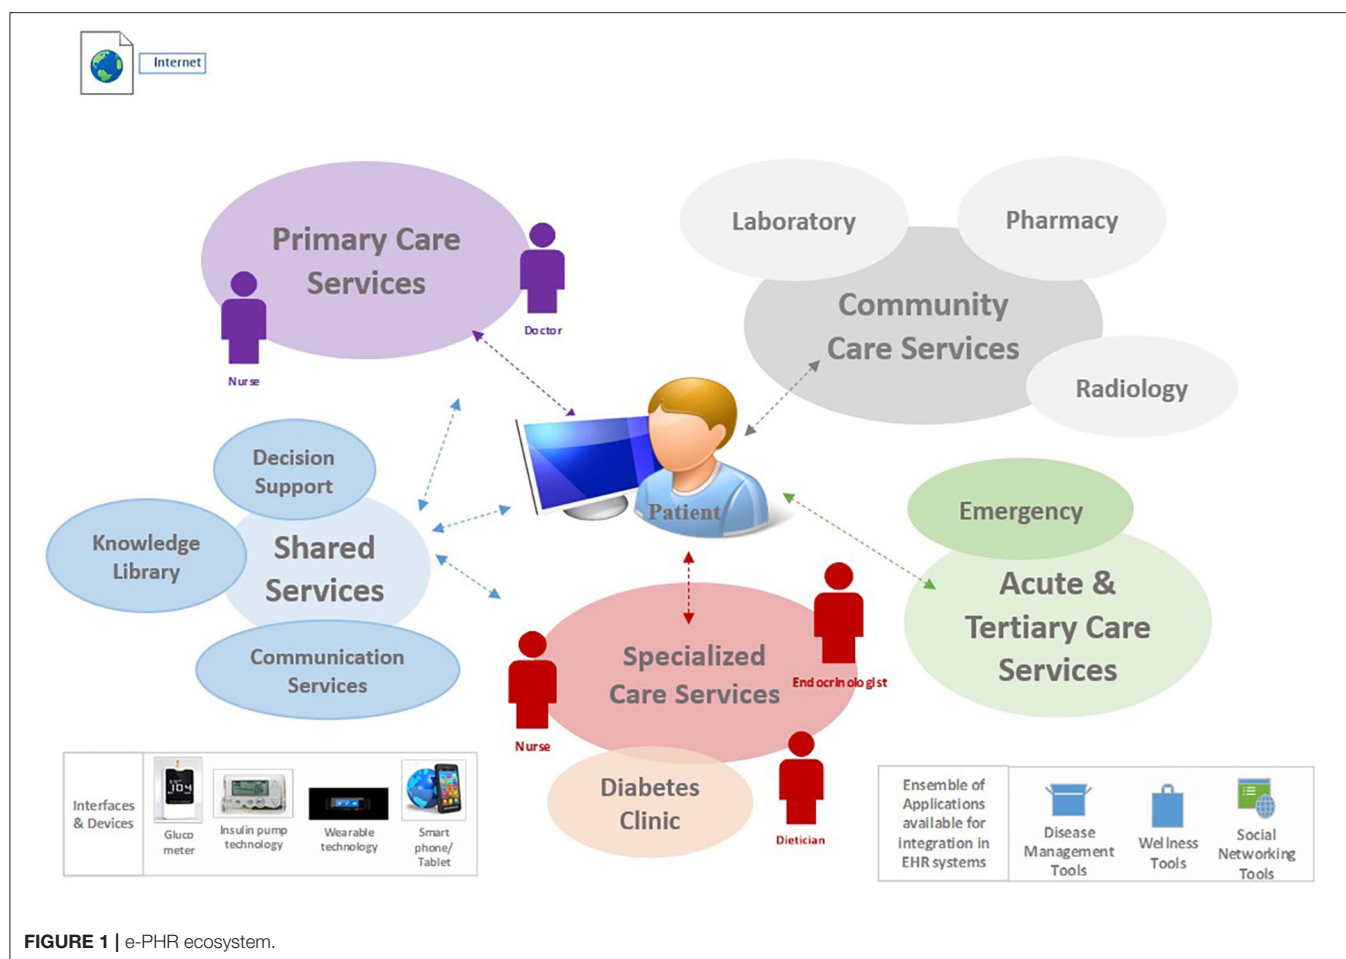 Internet
Primary Care
Services
Doctor
Nurse
Laboratory
Pharmacy
Community
Care Services
Radiology
Decision
Support
Knowledge
Library
Shared
Services
Communication
Services
Patient
Emergency
Acute &
Tertiary Care
Services
Specialized
Care Services
Endocrinologist
Nurse
Diabetes
Clinic
Dietician
Interfaces
& Devices
Gluco
meter
Insulin pump
technology
Wearable
technology
Smart
phone/
Tablet
Ensemble of
Applications
available for
integration in
EHR systems
Disease
Management
Tools
Wellness
Tools
Social
Networking
Tools
FIGURE 1 | e-PHR ecosystem.